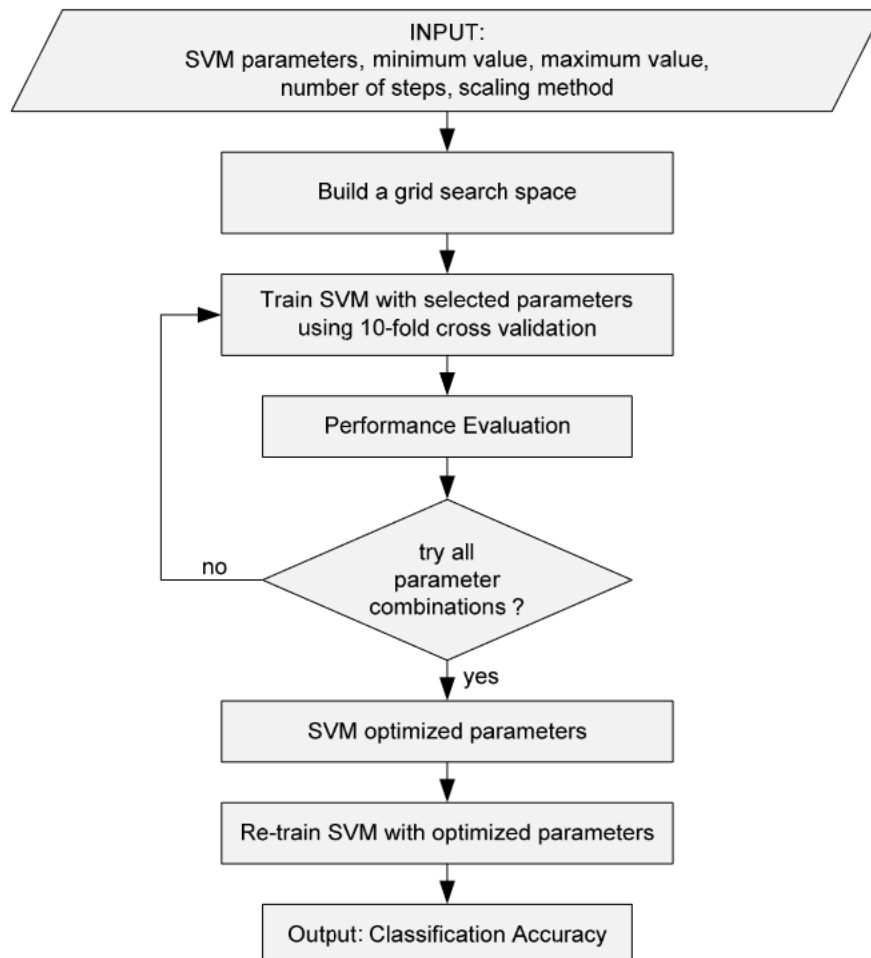 INPUT:
SVM parameters, minimum value, maximum value,
number of steps, scaling method
Build a grid search space
Train SVM with selected parameters
using 10-fold cross validation
Performance Evaluation
try all
parameter
combinations ?
no
yes
SVM optimized parameters
Re-train SVM with optimized parameters
Output: Classification Accuracy